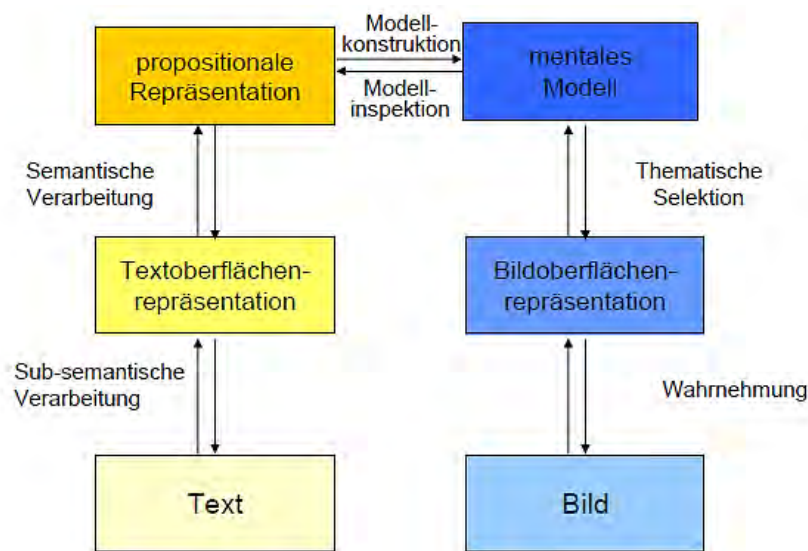 propositionale
Repräsentation
Modell-
konstruktion
Modell-
inspektion
mentales
Modell
Semantische
Verarbeitung
Thematische
Selektion
Textoberflächen-
repräsentation
Bildoberflächen-
repräsentation
Sub-semantische
Verarbeitung
Wahrnehmung
Text
Bild